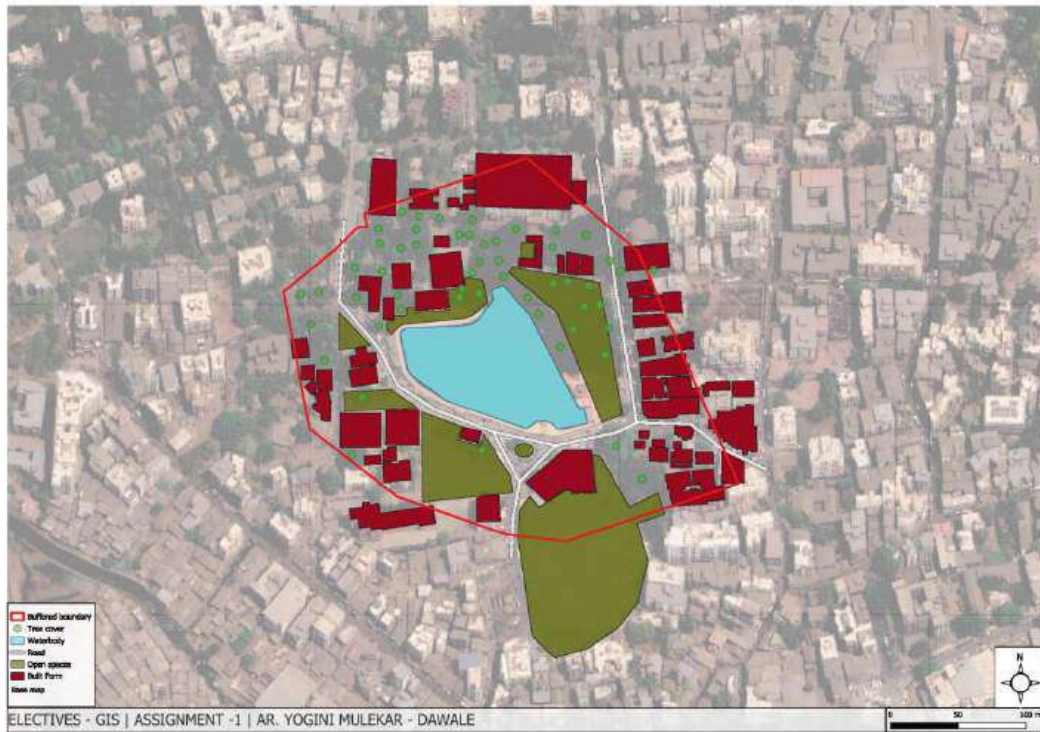 Buffered boundary
Tree cover
Waterbody
Road
Open spaces
Built Form
Base map
N
ELECTIVES - GIS | ASSIGNMENT -1 | AR. YOGINI MULEKAR - DAWALE
0 50 100 m